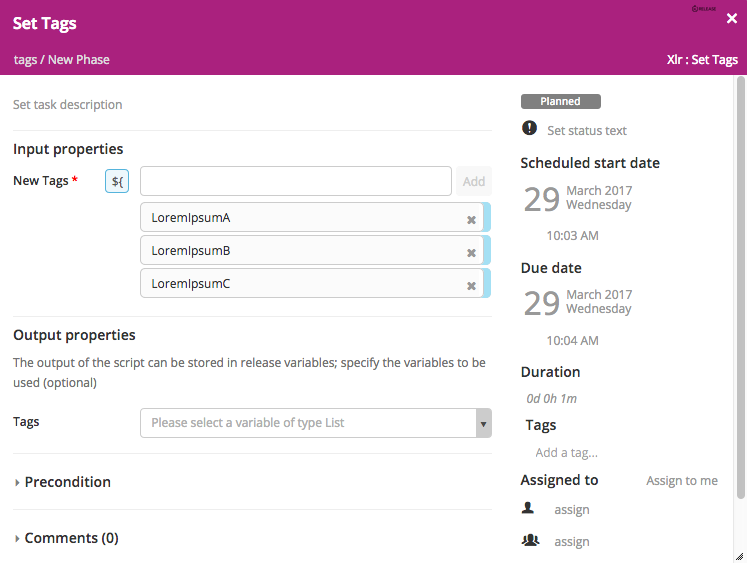 Set Tags
tags / New Phase
Xlr : Set Tags
Set task description
Input properties
New Tags *
${
Add
LoremIpsumA
LoremIpsumB
LoremIpsumC
Output properties
The output of the script can be stored in release variables; specify the variables to be
used (optional)
Tags
Please select a variable of type List
Precondition
Comments (0)
Planned
Set status text
Scheduled start date
29
March 2017
Wednesday
10:03 AM
Due date
29
March 2017
Wednesday
10:04 AM
Duration
0d 0h 1m
Tags
Add a tag...
Assigned to
Assign to me
assign
assign